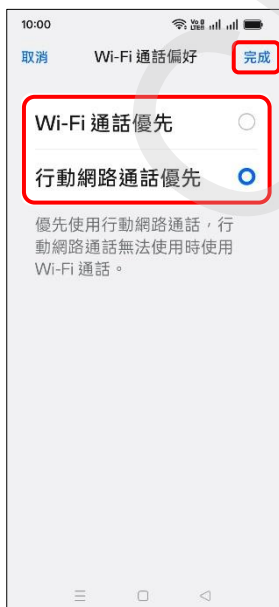 10:00
取消 Wi-Fi 通話偏好 完成
Wi-Fi 通話優先
行動網路通話優先
優先使用行動網路通話，行
動網路通話無法使用時使用
Wi-Fi 通話。